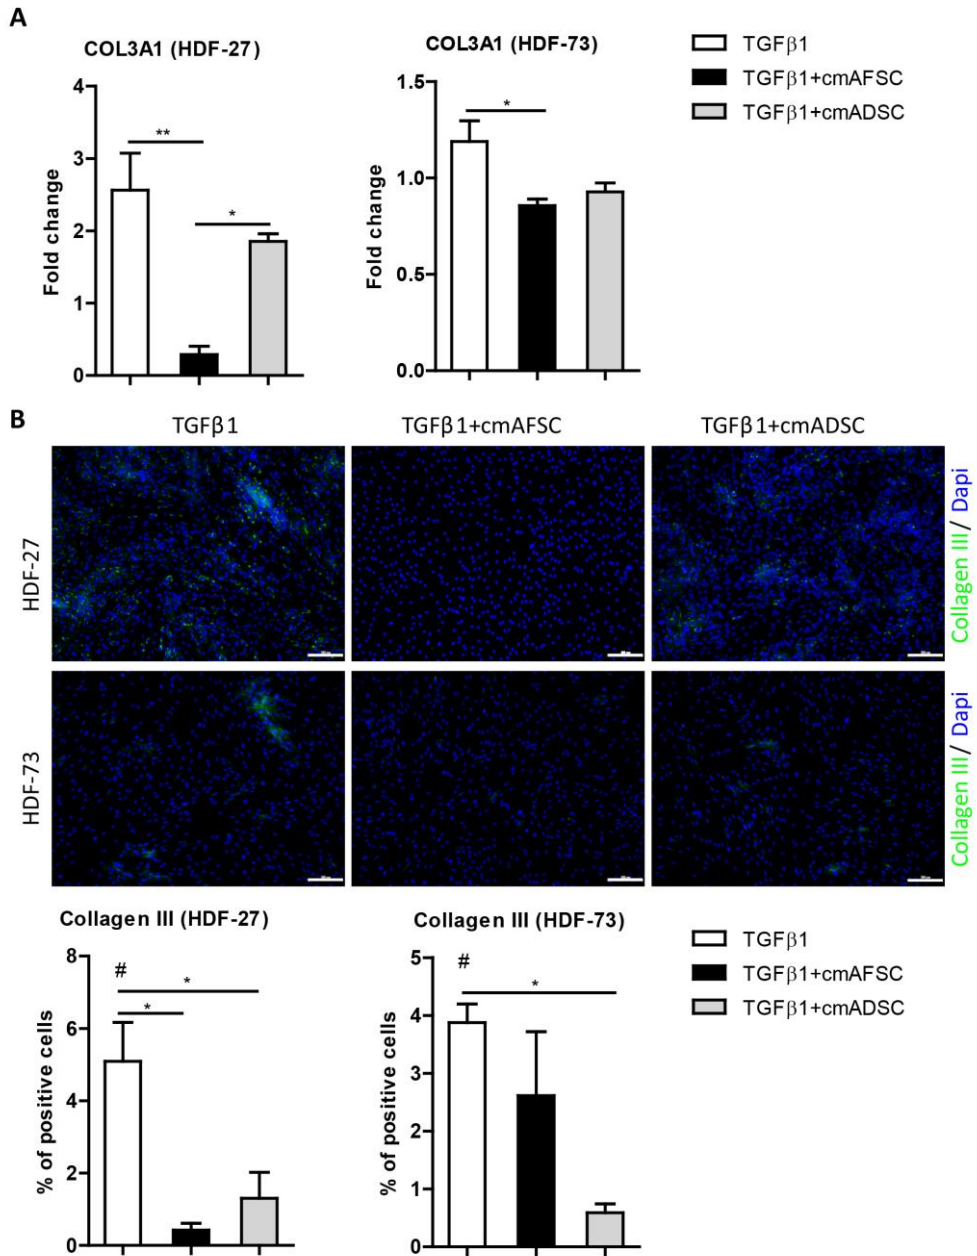 A
COL3A1 (HDF-27)
COL3A1 (HDF-73)
TGFβ1
TGFβ1+cmAFSC
TGFβ1+cmADSC
Fold change
4
3
2
1
0
**
*
Fold change
1.5
1.0
0.5
0.0
*
B
TGFβ1
TGFβ1+cmAFSC
TGFβ1+cmADSC
HDF-27
Collagen III/ Dapi
HDF-73
Collagen III/ Dapi
Collagen III (HDF-27)
Collagen III (HDF-73)
TGFβ1
TGFβ1+cmAFSC
TGFβ1+cmADSC
% of positive cells
8
6
4
2
0
#
*
*
% of positive cells
5
4
3
2
1
0
#
*